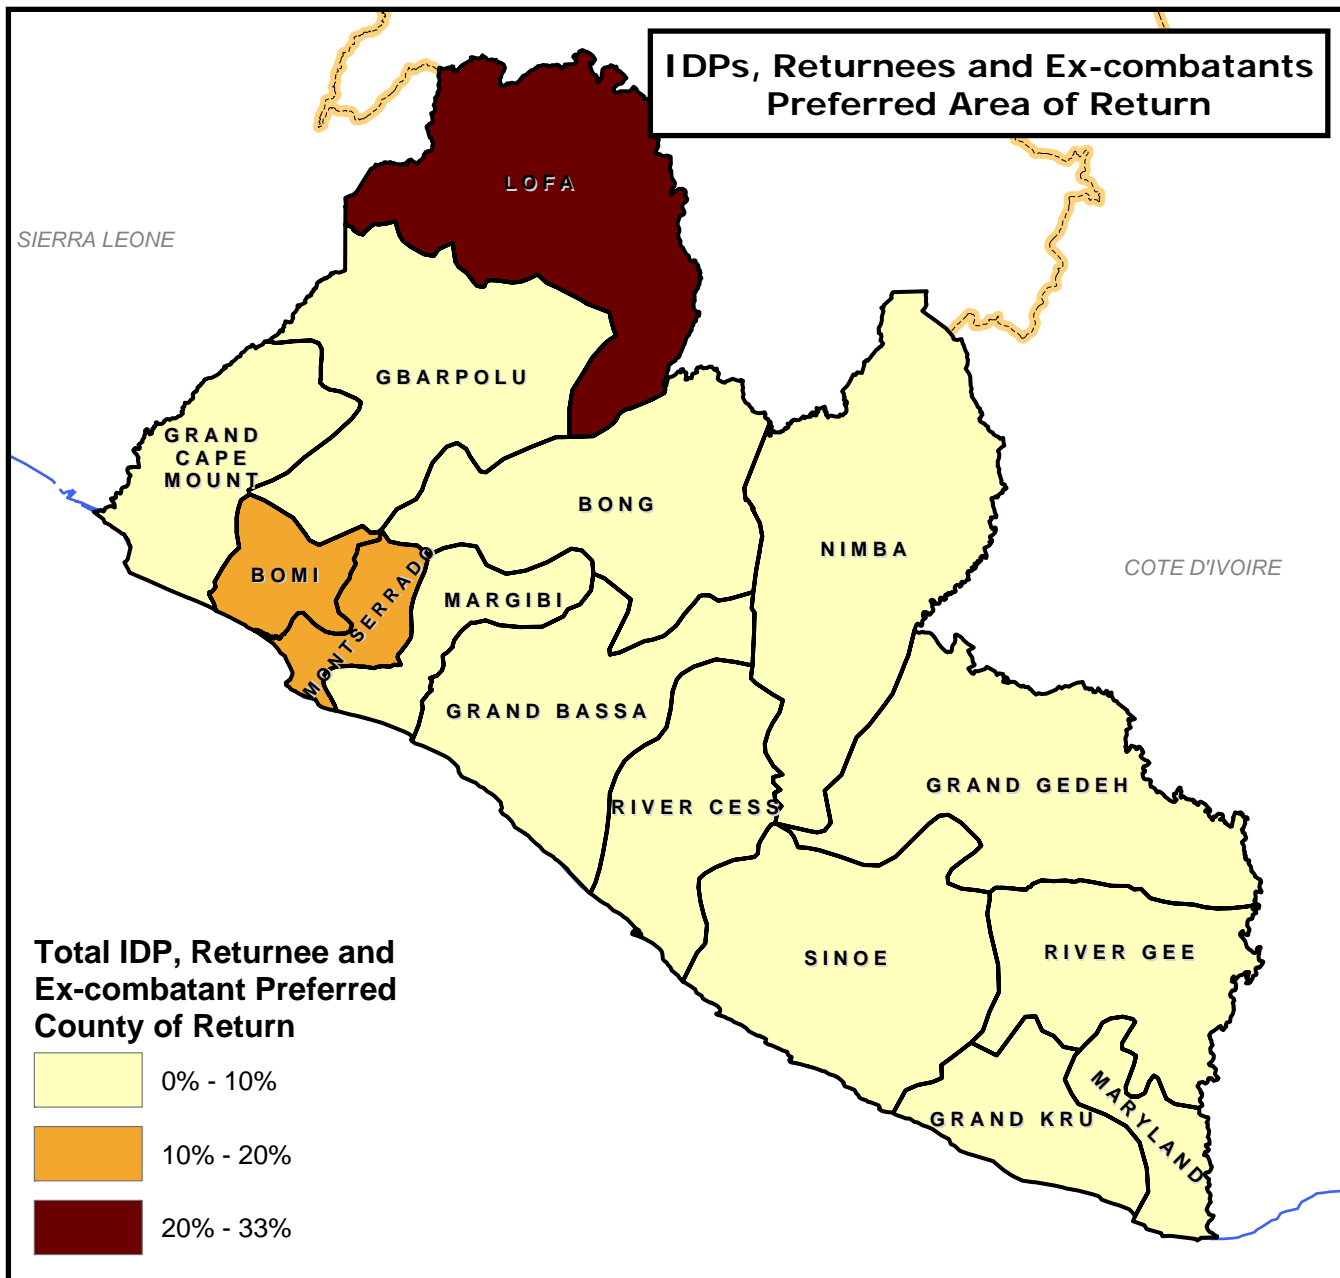 IDPs, Returnees and Ex-combatants
Preferred Area of Return
LOFA
SIERRA LEONE
GBARPOLU
GRAND
CAPE
MOUNT
BONG
NIMBA
COTE D'IVOIRE
BOMI
MONTSERRADO
MARGIBI
GRAND BASSA
GRAND GEDEH
RIVER CESS
SINOE
RIVER GEE
MARYLAND
GRAND KRU
Total IDP, Returnee and
Ex-combatant Preferred
County of Return
0% - 10%
10% - 20%
20% - 33%